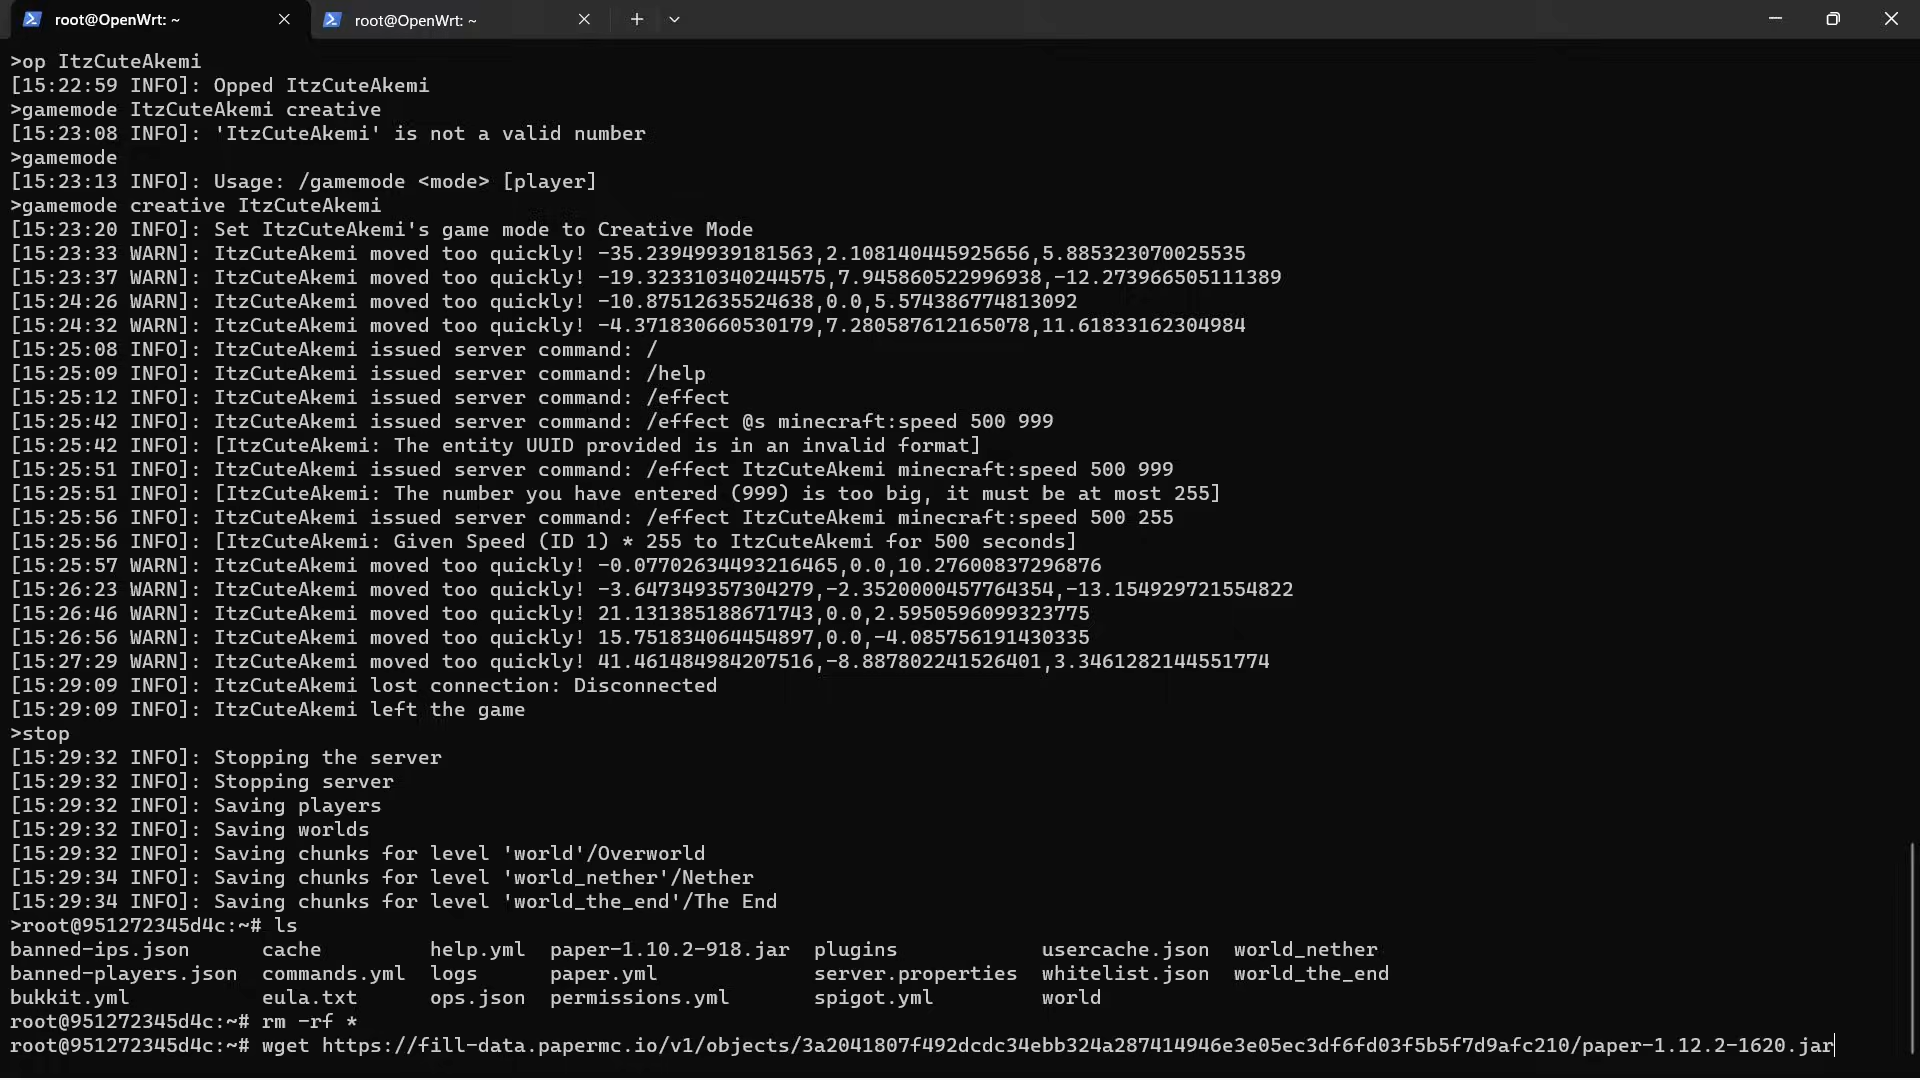 root@OpenWrt: ~
root@OpenWrt: ~
>op ItzCuteAkemi
[15:22:59 INFO]: Opped ItzCuteAkemi
>gamemode ItzCuteAkemi creative
[15:23:08 INFO]: 'ItzCuteAkemi' is not a valid number
>gamemode
[15:23:13 INFO]: Usage: /gamemode <mode> [player]
>gamemode creative ItzCuteAkemi
[15:23:20 INFO]: Set ItzCuteAkemi's game mode to Creative Mode
[15:23:33 WARN]: ItzCuteAkemi moved too quickly! -35.23949939181563,2.108140445925656,5.885323070025535
[15:23:37 WARN]: ItzCuteAkemi moved too quickly! -19.323310340244575,7.945860522996938,-12.273966505111389
[15:24:26 WARN]: ItzCuteAkemi moved too quickly! -10.87512635524638,0.0,5.574386774813092
[15:24:32 WARN]: ItzCuteAkemi moved too quickly! -4.371830660530179,7.280587612165078,11.61833162304984
[15:25:08 INFO]: ItzCuteAkemi issued server command: /
[15:25:09 INFO]: ItzCuteAkemi issued server command: /help
[15:25:12 INFO]: ItzCuteAkemi issued server command: /effect
[15:25:42 INFO]: ItzCuteAkemi issued server command: /effect @s minecraft:speed 500 999
[15:25:42 INFO]: [ItzCuteAkemi: The entity UUID provided is in an invalid format]
[15:25:51 INFO]: ItzCuteAkemi issued server command: /effect ItzCuteAkemi minecraft:speed 500 999
[15:25:51 INFO]: [ItzCuteAkemi: The number you have entered (999) is too big, it must be at most 255]
[15:25:56 INFO]: ItzCuteAkemi issued server command: /effect ItzCuteAkemi minecraft:speed 500 255
[15:25:56 INFO]: [ItzCuteAkemi: Given Speed (ID 1) * 255 to ItzCuteAkemi for 500 seconds]
[15:25:57 WARN]: ItzCuteAkemi moved too quickly! -0.07702634493216465,0.0,10.27600837296876
[15:26:23 WARN]: ItzCuteAkemi moved too quickly! -3.647349357304279,-2.3520000457764354,-13.154929721554822
[15:26:46 WARN]: ItzCuteAkemi moved too quickly! 21.131385188671743,0.0,2.5950596099323775
[15:26:56 WARN]: ItzCuteAkemi moved too quickly! 15.751834064454897,0.0,-4.085756191430335
[15:27:29 WARN]: ItzCuteAkemi moved too quickly! 41.461484984207516,-8.887802241526401,3.3461282144551774
[15:29:09 INFO]: ItzCuteAkemi lost connection: Disconnected
[15:29:09 INFO]: ItzCuteAkemi left the game
>stop
[15:29:32 INFO]: Stopping the server
[15:29:32 INFO]: Stopping server
[15:29:32 INFO]: Saving players
[15:29:32 INFO]: Saving worlds
[15:29:32 INFO]: Saving chunks for level 'world'/Overworld
[15:29:34 INFO]: Saving chunks for level 'world_nether'/Nether
[15:29:34 INFO]: Saving chunks for level 'world_the_end'/The End
>root@951272345d4c:~# ls
banned-ips.json cache help.yml paper-1.10.2-918.jar plugins usercache.json world_nether
banned-players.json commands.yml logs paper.yml server.properties whitelist.json world_the_end
bukkit.yml eula.txt ops.json permissions.yml spigot.yml world
root@951272345d4c:~# rm -rf *
root@951272345d4c:~# wget https://fill-data.papermc.io/v1/objects/3a2041807f492dcdc34ebb324a287414946e3e05ec3df6fd03f5b5f7d9afc210/paper-1.12.2-1620.jar